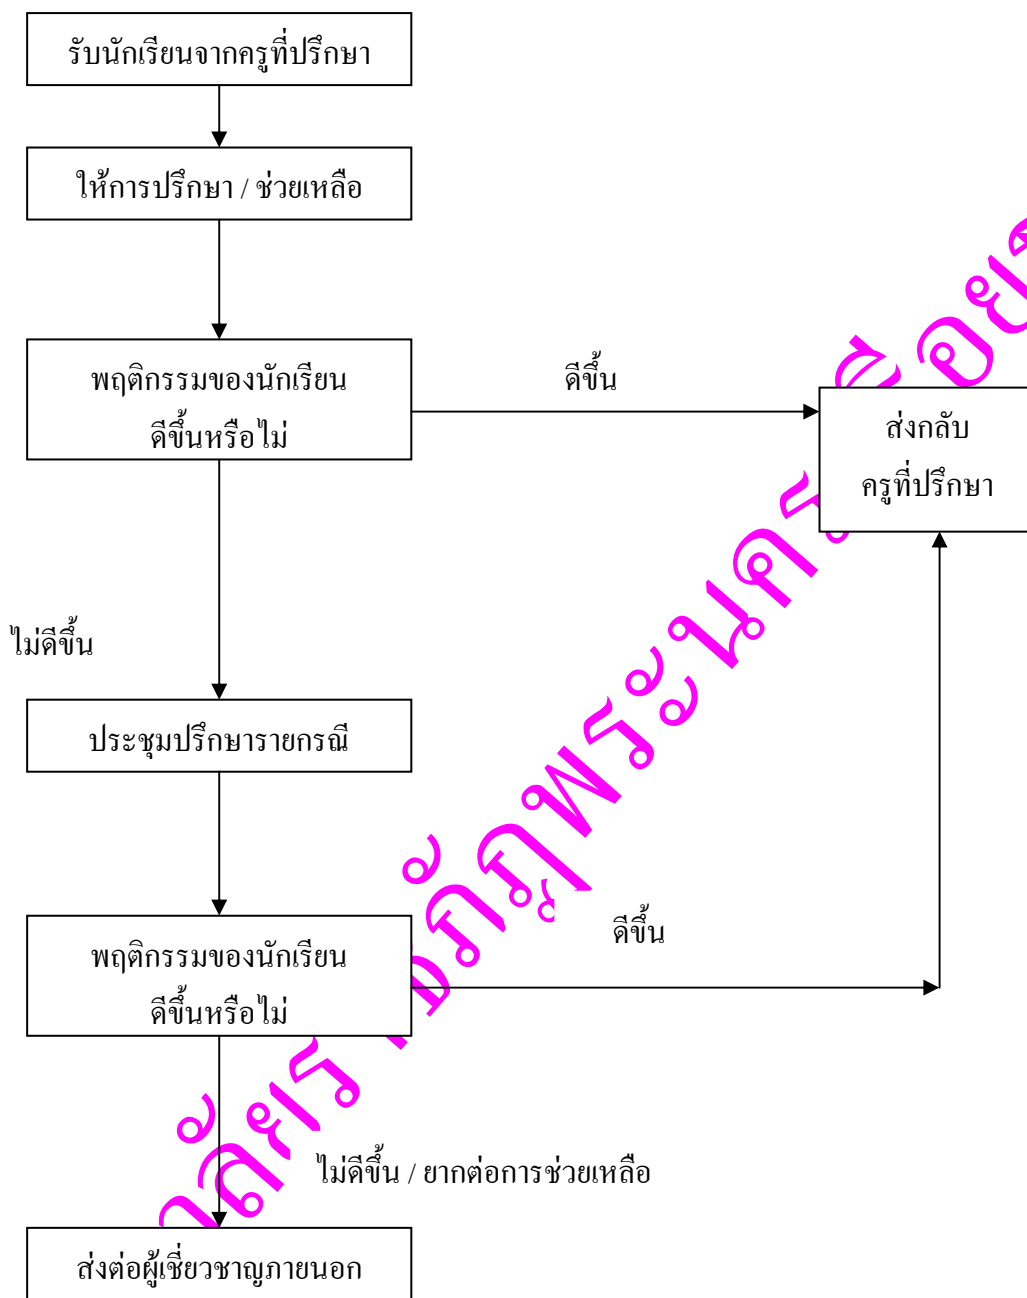 รับนักเรียนจากครูที่ปรึกษา
ให้การปรึกษา / ช่วยเหลือ
พฤติกรรมของนักเรียน
ดีขึ้นหรือไม่
ดีขึ้น
ส่งกลับ
ครูที่ปรึกษา
ไม่ดีขึ้น
ประชุมปรึกษารายกรณี
พฤติกรรมของนักเรียน
ดีขึ้นหรือไม่
ดีขึ้น
ไม่ดีขึ้น / ยากต่อการช่วยเหลือ
ส่งต่อผู้เชี่ยวชาญภายนอก